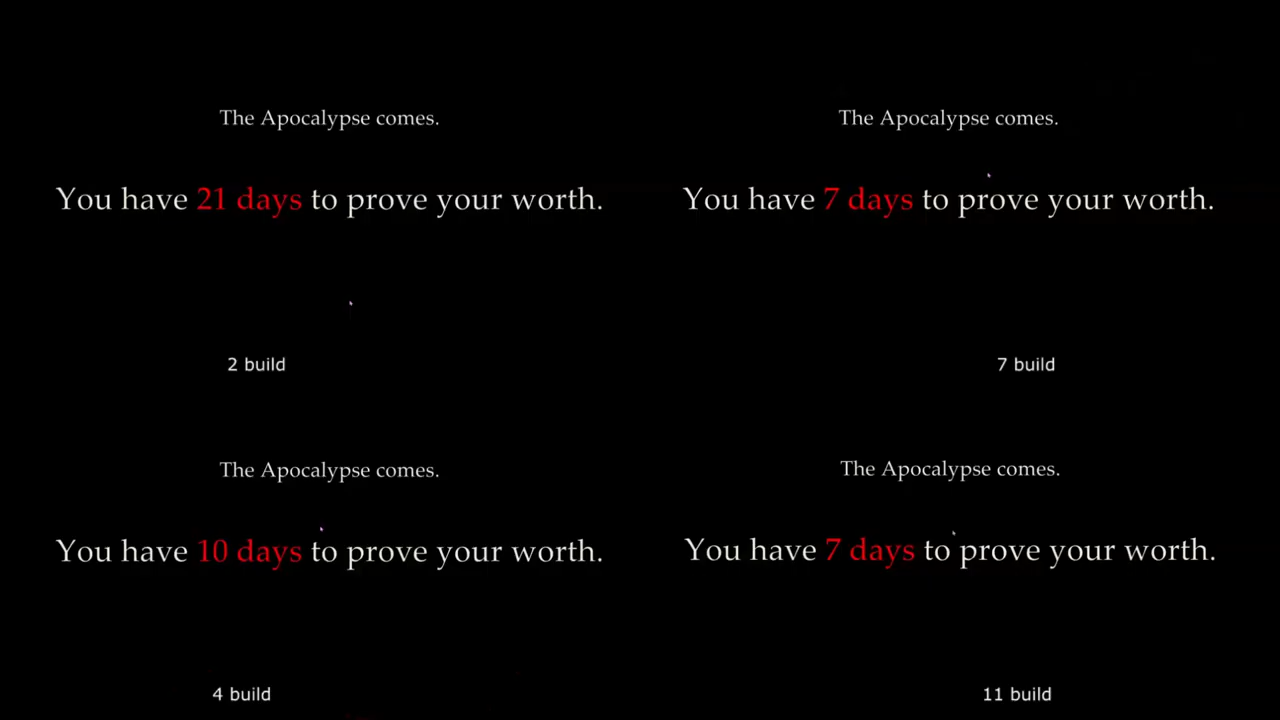 The Apocalypse comes.
You have 21 days to prove your worth.
2 build
The Apocalypse comes.
You have 7 days to prove your worth.
7 build
The Apocalypse comes.
You have 10 days to prove your worth.
4 build
The Apocalypse comes.
You have 7 days to prove your worth.
11 build